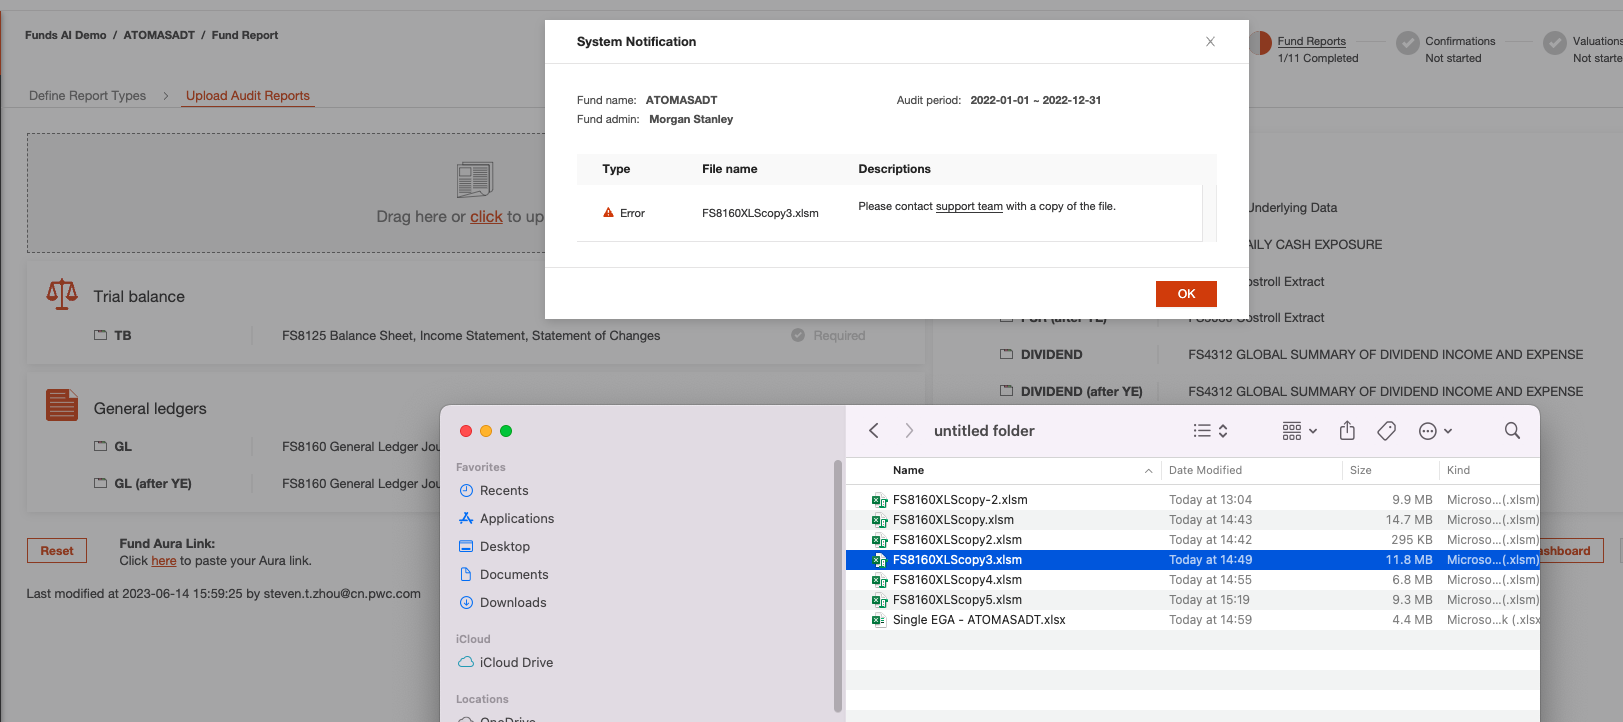 Funds AI Demo / ATOMASADT / Fund Report
Define Report Types > Upload Audit Reports
Fund Reports
1/11 Completed
Confirmations
Not started
Valuations
Not starte
System Notification
Fund name: ATOMASADT
Audit period: 2022-01-01 ~ 2022-12-31
Fund admin: Morgan Stanley
Type File name Descriptions
Error FS8160XLScopy3.xlsm Please contact support team with a copy of the file.
OK
Drag here or click to up
Trial balance
TB FS8125 Balance Sheet, Income Statement, Statement of Changes Required
General ledgers
GL FS8160 General Ledger Jou
GL (after YE) FS8160 General Ledger Jou
Underlying Data
AILY CASH EXPOSURE
ostroll Extract
ostroll Extract
DIVIDEND FS4312 GLOBAL SUMMARY OF DIVIDEND INCOME AND EXPENSE
DIVIDEND (after YE) FS4312 GLOBAL SUMMARY OF DIVIDEND INCOME AND EXPENSE
Reset
Fund Aura Link:
Click here to paste your Aura link.
ashboard
Last modified at 2023-06-14 15:59:25 by steven.t.zhou@cn.pwc.com
Favorites
Recents
Applications
Desktop
Documents
Downloads
iCloud
iCloud Drive
Locations
OneDrive
untitled folder
Name Date Modified Size Kind
FS8160XLScopy-2.xlsm Today at 13:04 9.9 MB Microso...(.xlsm)
FS8160XLScopy.xlsm Today at 14:43 14.7 MB Microso...(.xlsm)
FS8160XLScopy2.xlsm Today at 14:42 295 KB Microso...(.xlsm)
FS8160XLScopy3.xlsm Today at 14:49 11.8 MB Microso...(.xlsm)
FS8160XLScopy4.xlsm Today at 14:55 6.8 MB Microso...(.xlsm)
FS8160XLScopy5.xlsm Today at 15:19 9.3 MB Microso...(.xlsm)
Single EGA - ATOMASADT.xlsx Today at 14:59 4.4 MB Microso...k (.xlsx